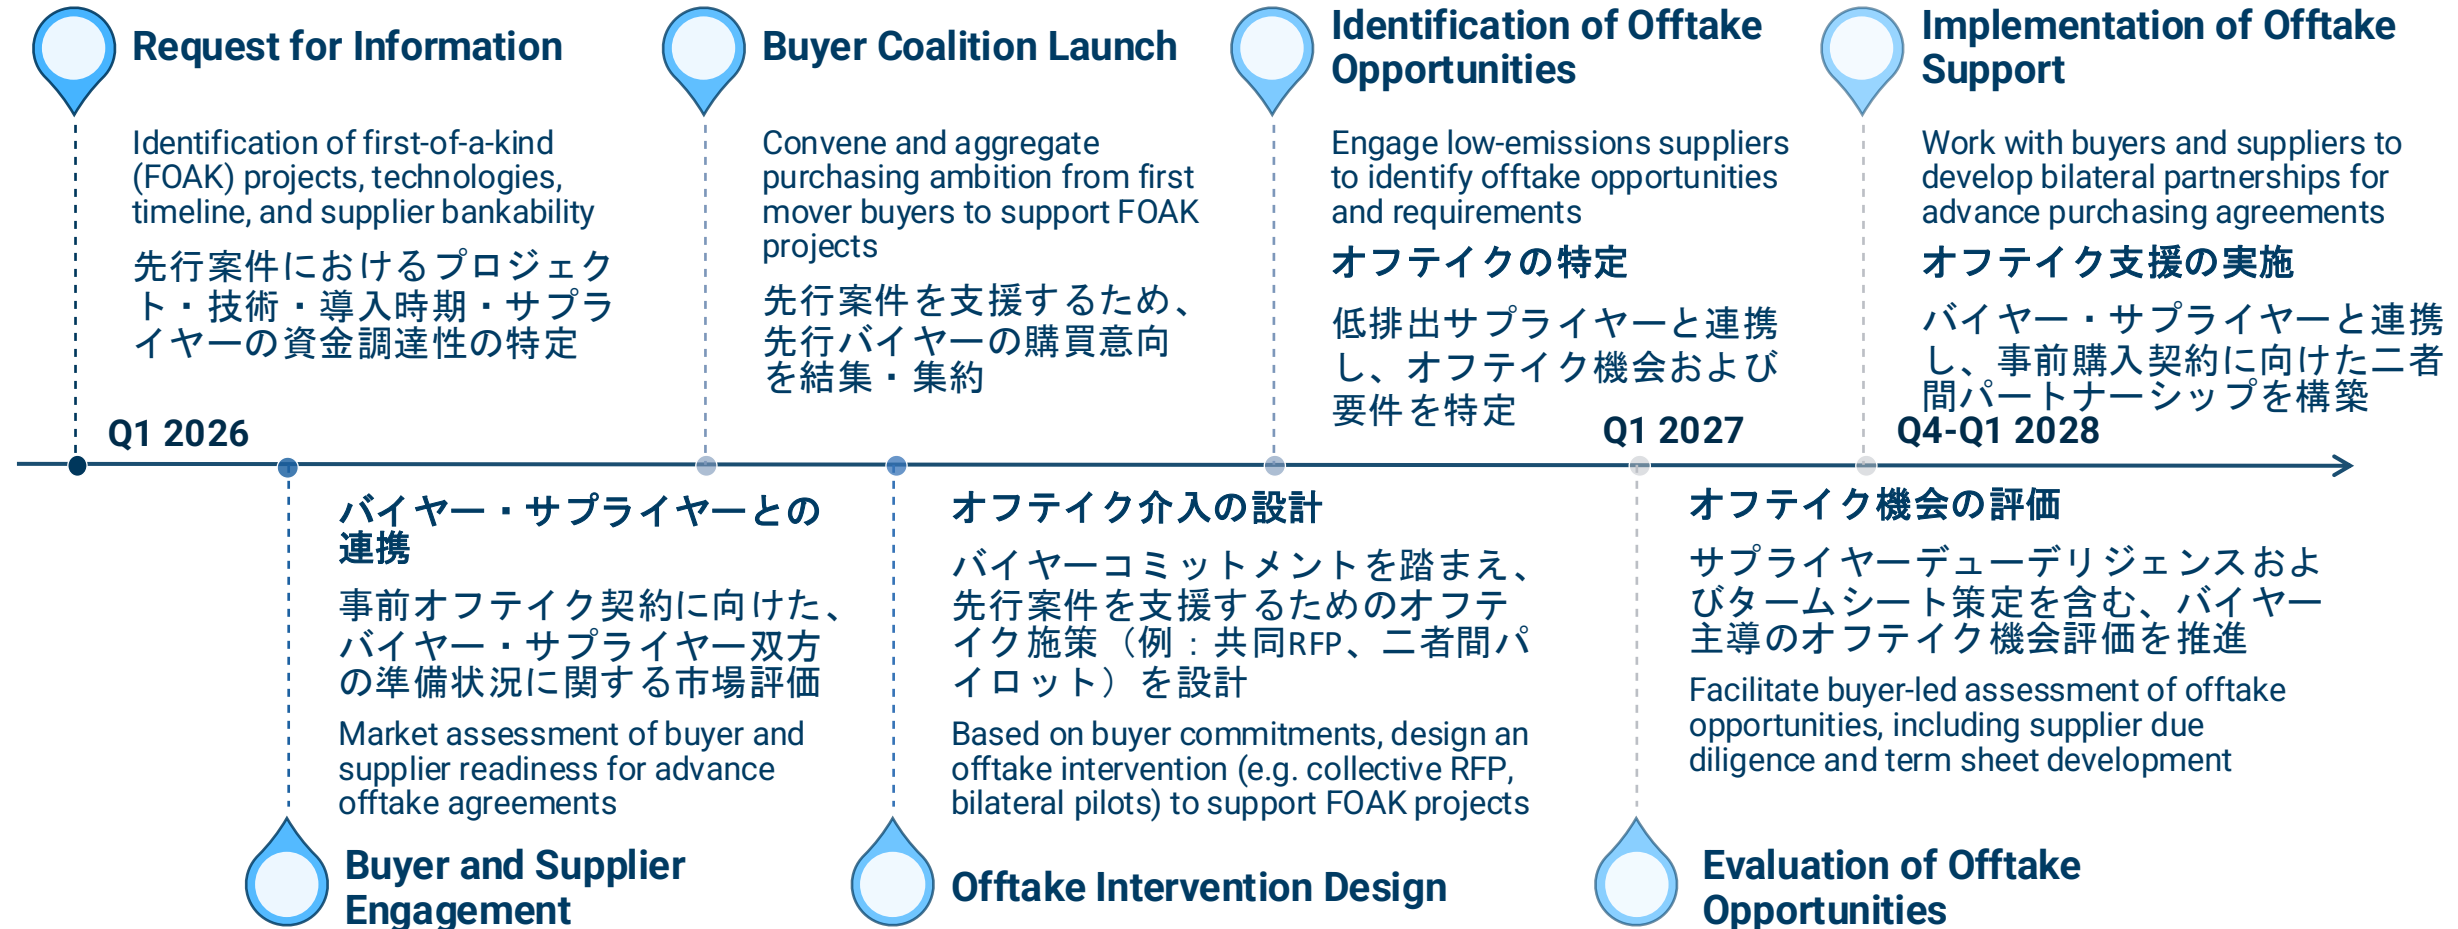 Request for Information
Identification of first-of-a-kind
(FOAK) projects, technologies,
timeline, and supplier bankability
先行案件におけるプロジェク
ト・技術・導入時期・サプラ
イヤーの資金調達性の特定
Q1 2026
バイヤー・サプライヤーとの
連携
事前オフテイク契約に向けた、
バイヤー・サプライヤー双方
の準備状況に関する市場評価
Market assessment of buyer and
supplier readiness for advance
offtake agreements
Buyer and Supplier
Engagement
Buyer Coalition Launch
Convene and aggregate
purchasing ambition from first
mover buyers to support FOAK
projects
先行案件を支援するため、
先行バイヤーの購買意向
を結集・集約
オフテイク介入の設計
バイヤーコミットメントを踏まえ、
先行案件を支援するためのオフテ
イク施策（例：共同RFP、二者間パ
イロット）を設計
Based on buyer commitments, design an
offtake intervention (e.g. collective RFP,
bilateral pilots) to support FOAK projects
Offtake Intervention Design
Identification of Offtake
Opportunities
Engage low-emissions suppliers
to identify offtake opportunities
and requirements
オフテイクの特定
低排出サプライヤーと連携
し、オフテイク機会および
要件を特定
Q1 2027
オフテイク機会の評価
サプライヤーデューデリジェンスおよ
びタームシート策定を含む、バイヤー
主導のオフテイク機会評価を推進
Facilitate buyer-led assessment of offtake
opportunities, including supplier due
diligence and term sheet development
Evaluation of Offtake
Opportunities
Implementation of Offtake
Support
Work with buyers and suppliers to
develop bilateral partnerships for
advance purchasing agreements
オフテイク支援の実施
バイヤー・サプライヤーと連携
し、事前購入契約に向けた二者
間パートナーシップを構築
Q4-Q1 2028